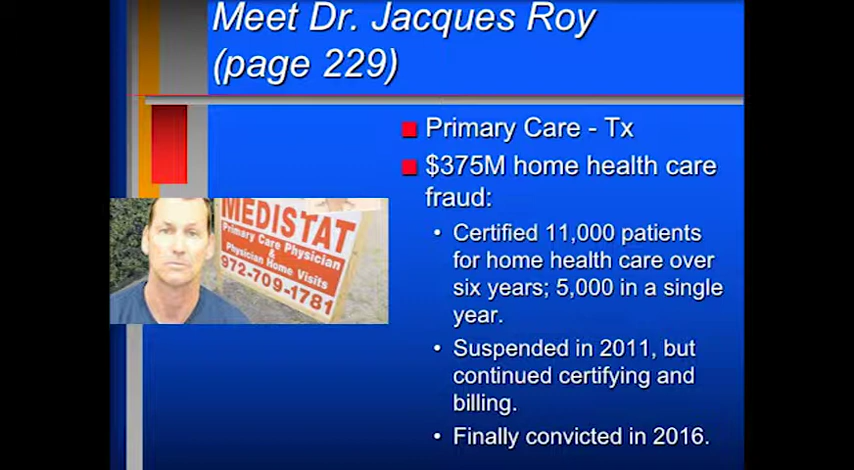 Meet Dr. Jacques Roy
(page 229)
Primary Care - Tx
$375M home health care
fraud:
Certified 11,000 patients
for home health care over
six years; 5,000 in a single
year.
Suspended in 2011, but
continued certifying and
billing.
Finally convicted in 2016.
MEDISTAT
Primary Care Physician
&
Physician Home Visits
972-709-1781